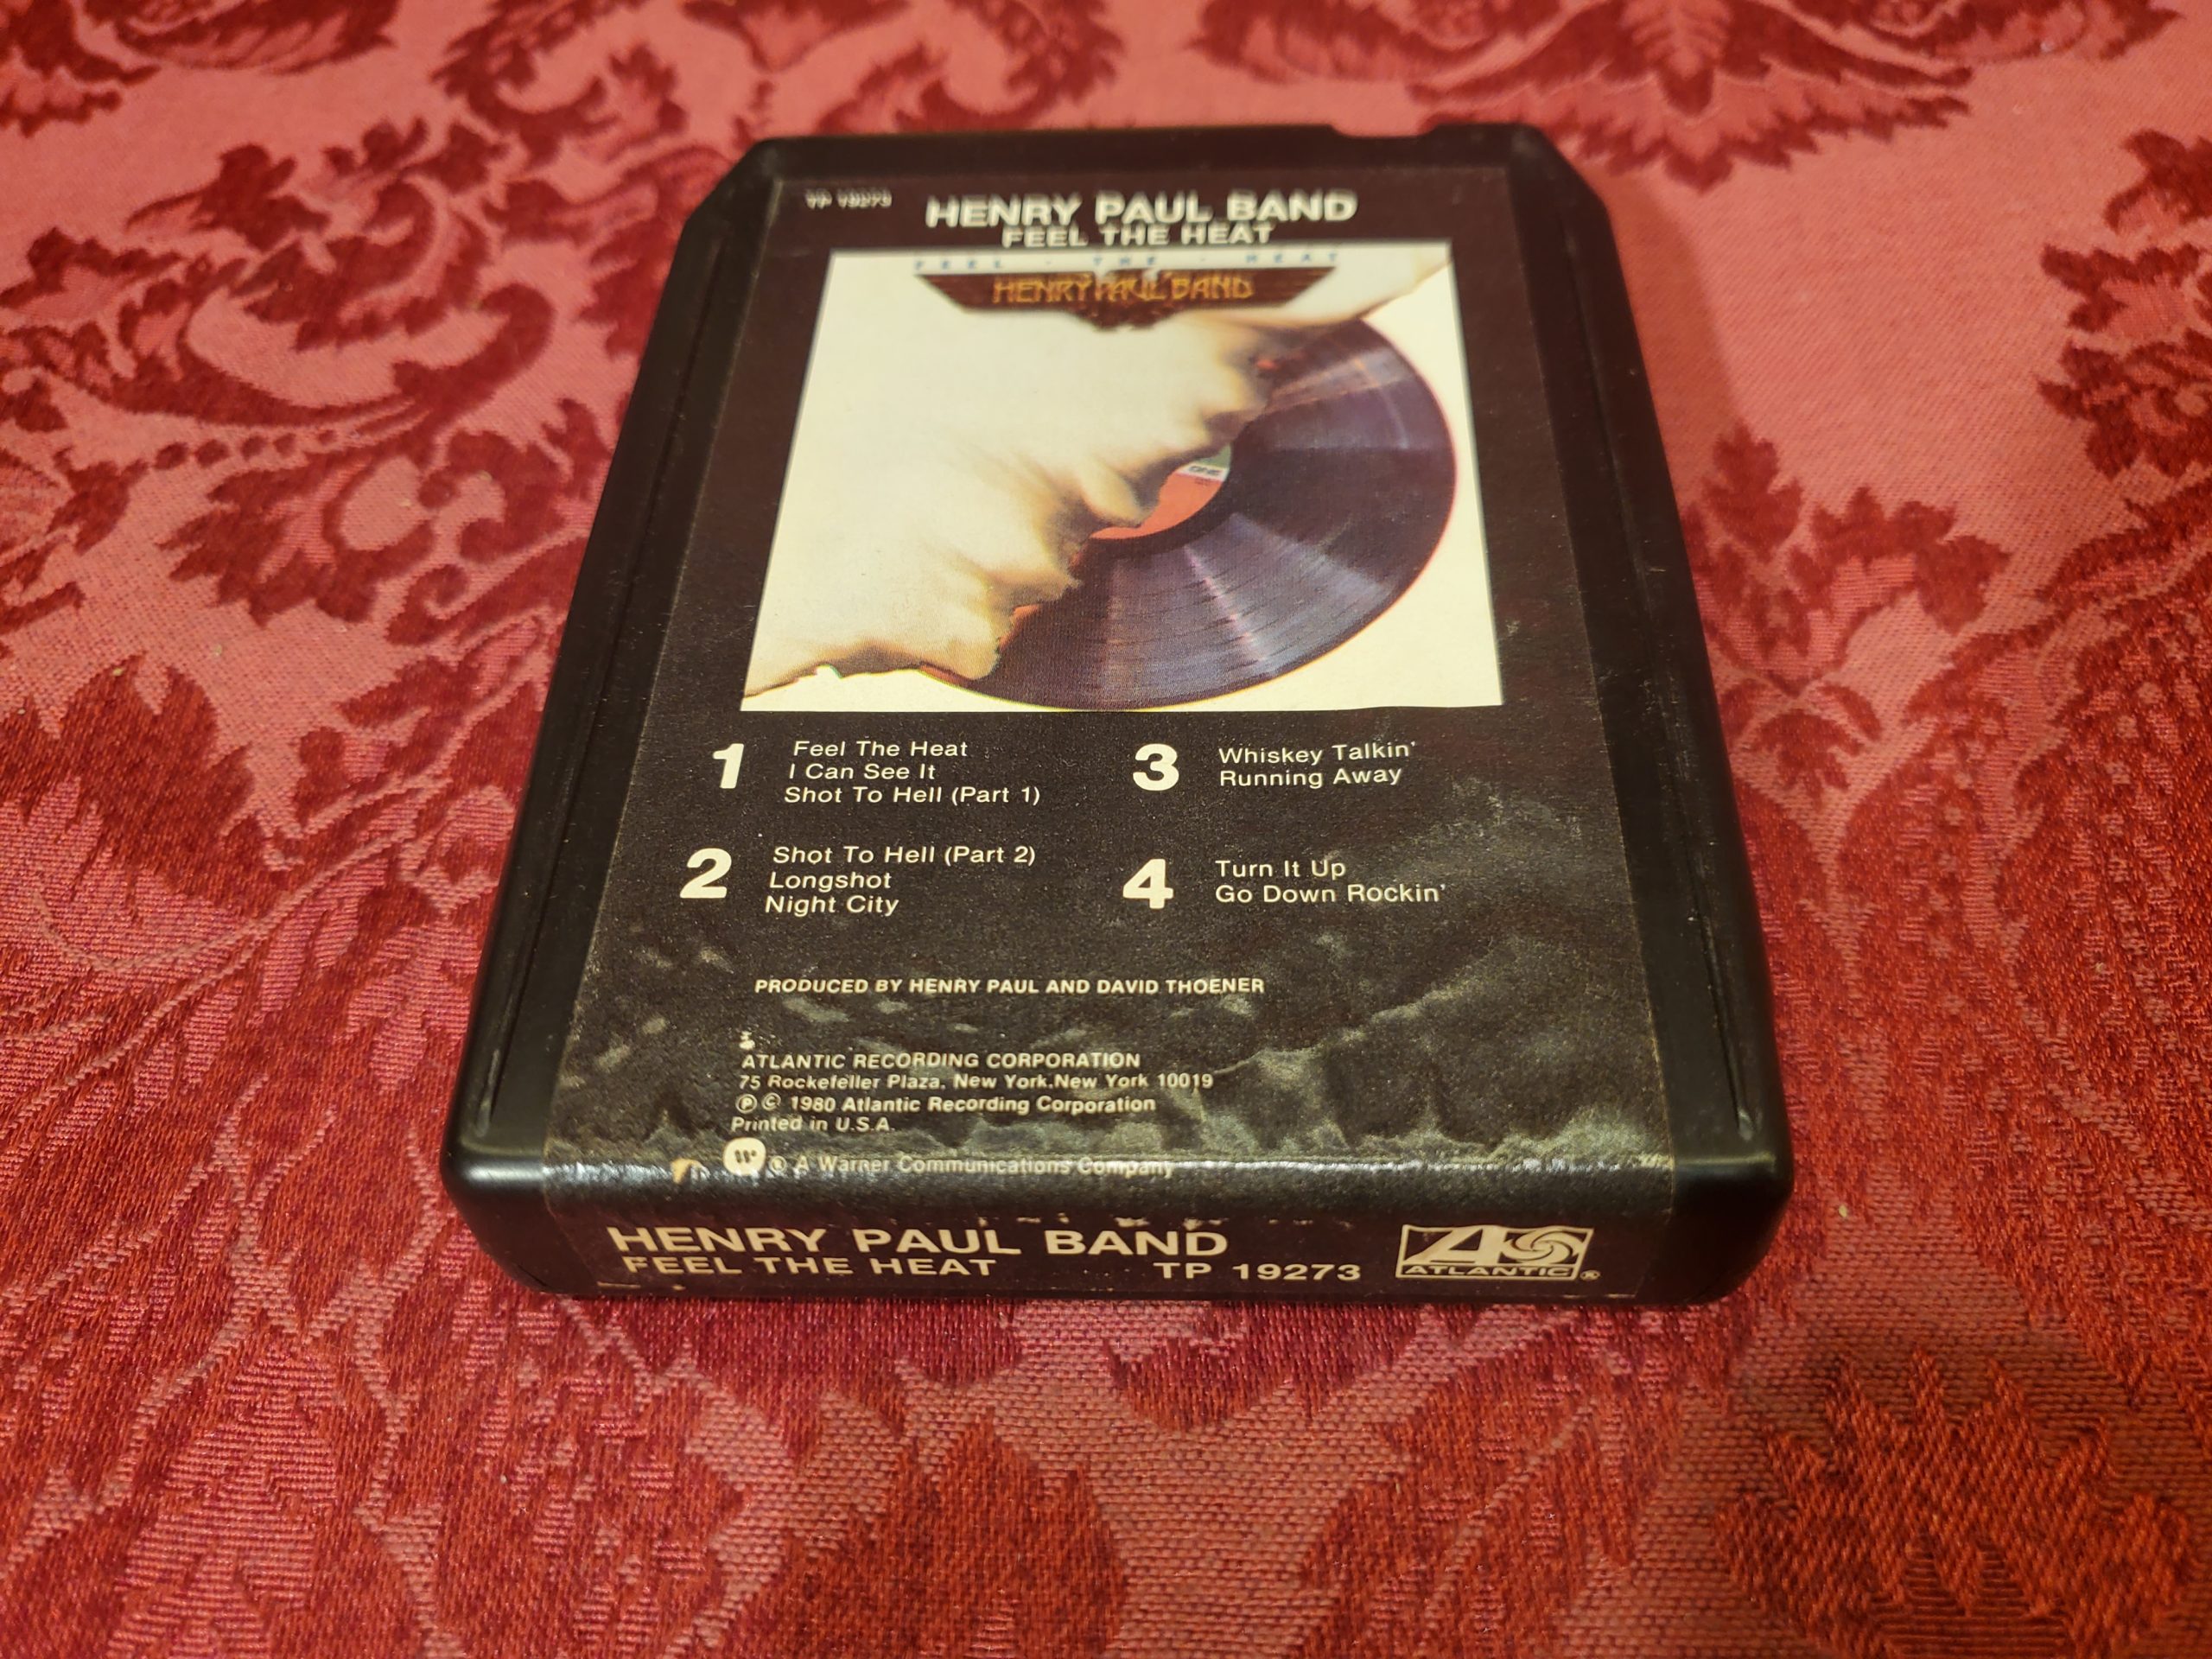 TP 19273
HENRY PAUL BAND
FEEL THE HEAT
FEEL · THE · HEAT
HENRY PAUL BAND
ONE
1
Feel The Heat
I Can See It
Shot To Hell (Part 1)
2
Shot To Hell (Part 2)
Longshot
Night City
3
Whiskey Talkin'
Running Away
4
Turn It Up
Go Down Rockin'
PRODUCED BY HENRY PAUL AND DAVID THOENER
ATLANTIC RECORDING CORPORATION
75 Rockefeller Plaza, New York, New York 10019
Ⓟ © 1980 Atlantic Recording Corporation
Printed in U.S.A.
® A Warner Communications Company
HENRY PAUL BAND
FEEL THE HEAT
TP 19273
ATLANTIC®